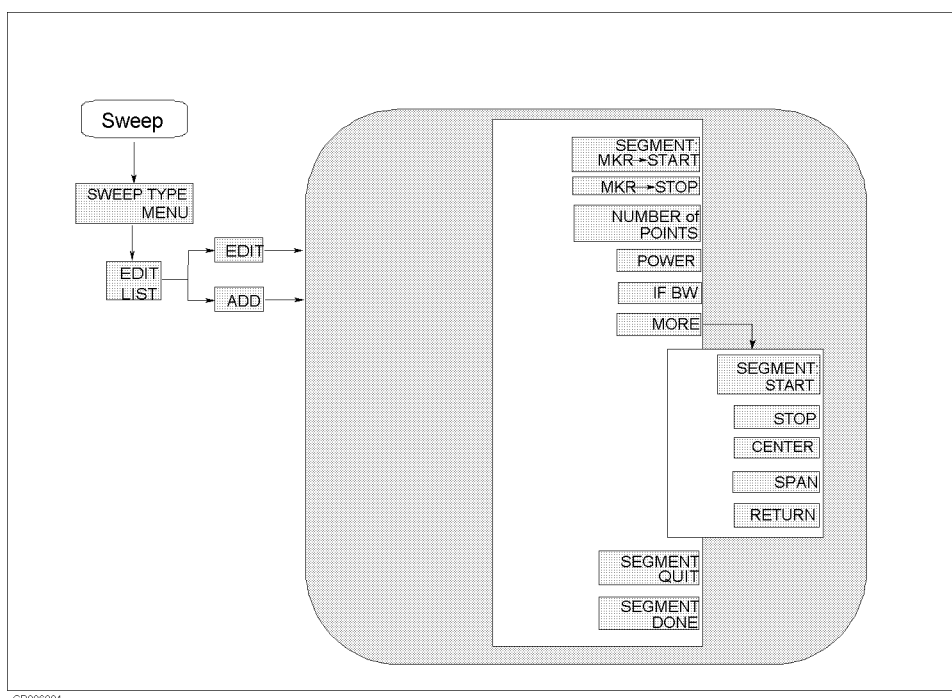 Sweep
SWEEP TYPE
MENU
EDIT
LIST
EDIT
ADD
SEGMENT:
MKR→START
MKR→STOP
NUMBER of
POINTS
POWER
IF BW
MORE
SEGMENT:
START
STOP
CENTER
SPAN
RETURN
SEGMENT
QUIT
SEGMENT
DONE